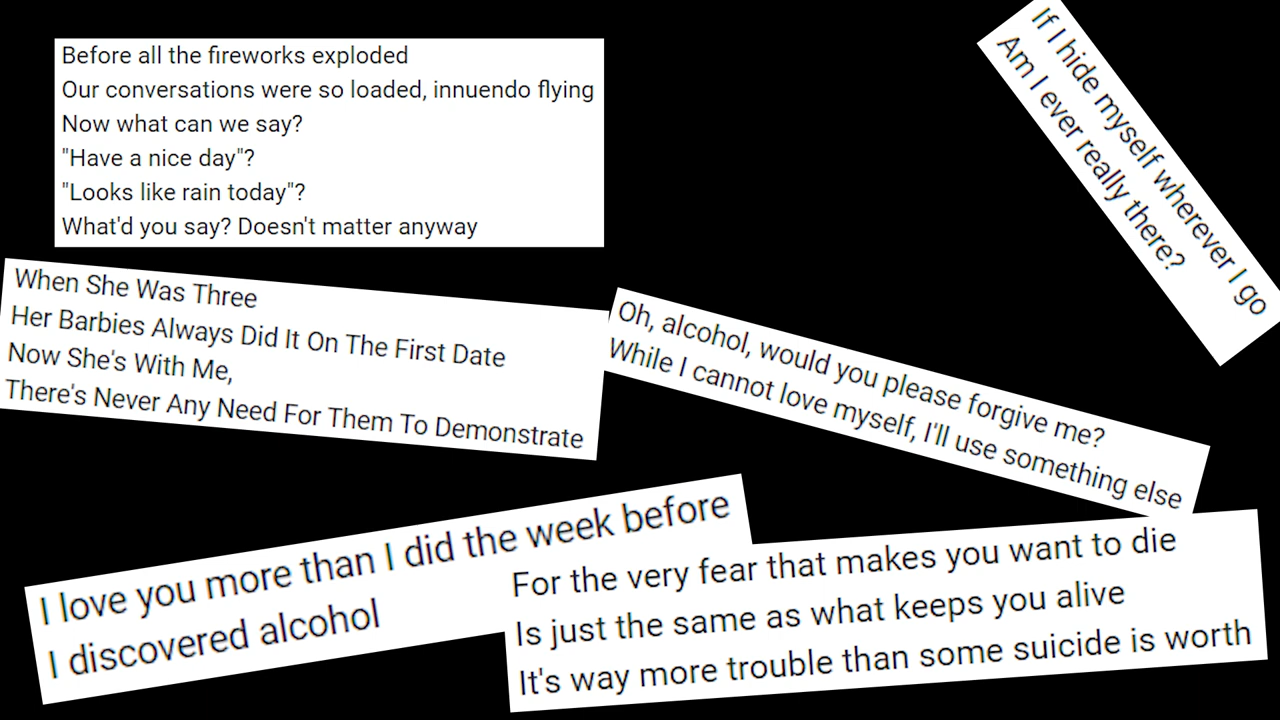 Before all the fireworks exploded
Our conversations were so loaded, innuendo flying
Now what can we say?
"Have a nice day"?
"Looks like rain today"?
What'd you say? Doesn't matter anyway
If I hide myself wherever I go
Am I ever really there?
When She Was Three
Her Barbies Always Did It On The First Date
Now She's With Me,
There's Never Any Need For Them To Demonstrate
Oh, alcohol, would you please forgive me?
While I cannot love myself, I'll use something else
I love you more than I did the week before
I discovered alcohol
For the very fear that makes you want to die
Is just the same as what keeps you alive
It's way more trouble than some suicide is worth